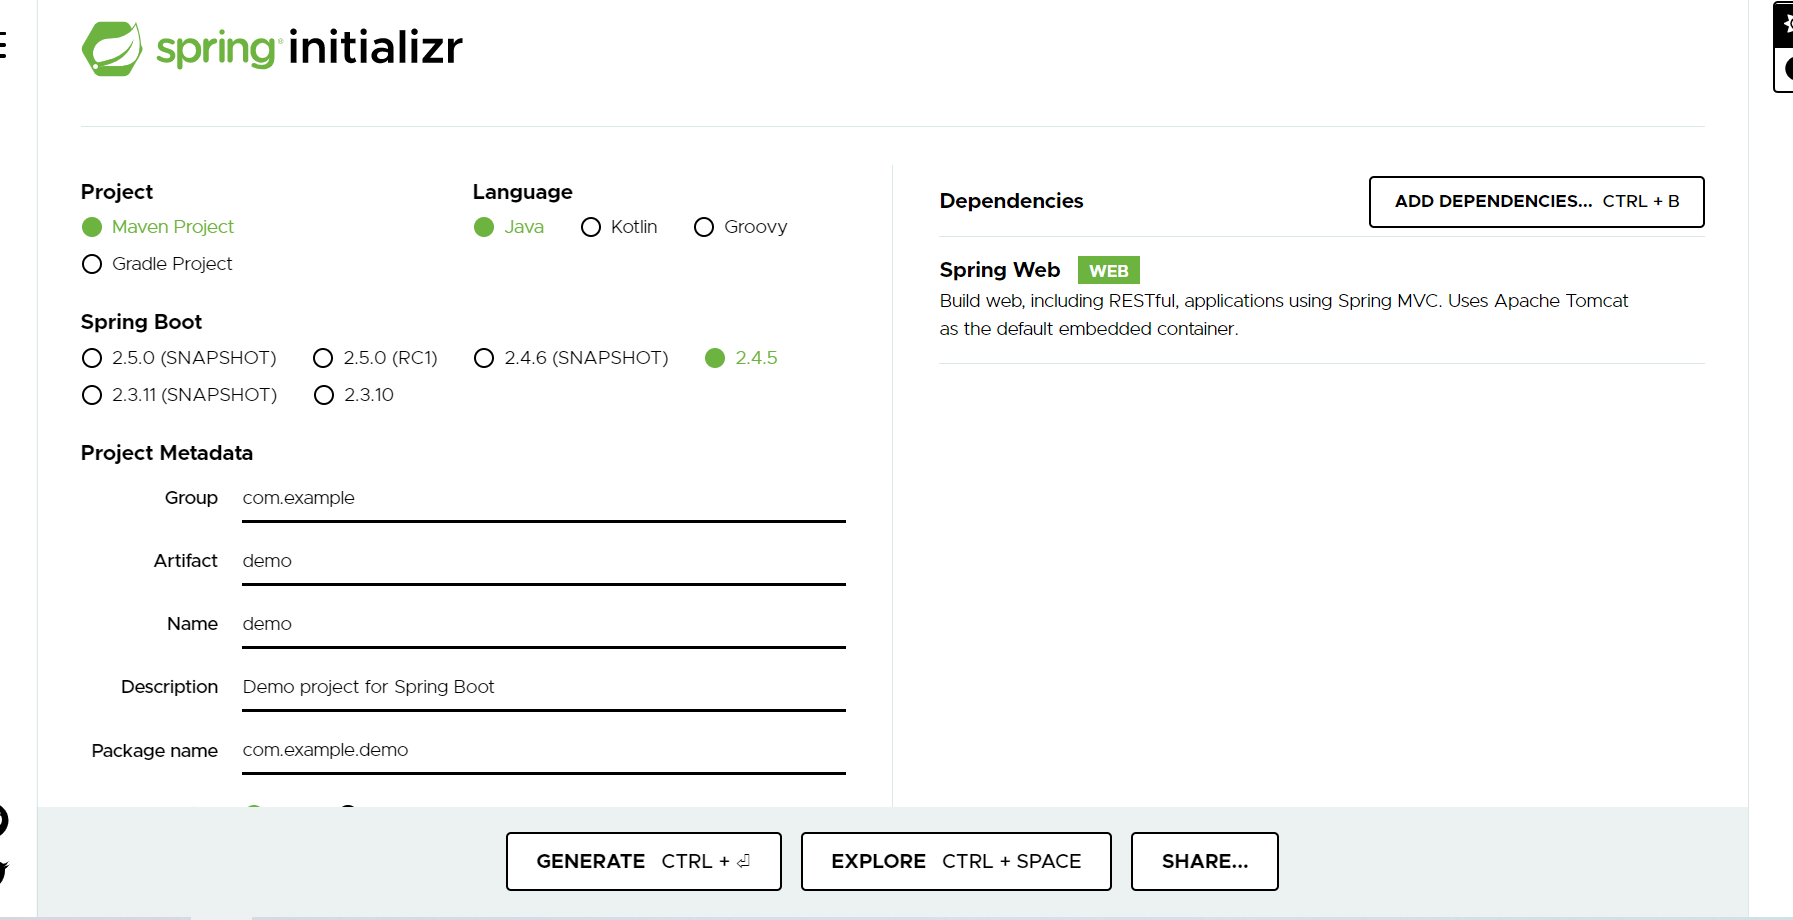 spring initializr
Project
Maven Project
Gradle Project
Language
Java Kotlin Groovy
Spring Boot
2.5.0 (SNAPSHOT) 2.5.0 (RC1) 2.4.6 (SNAPSHOT) 2.4.5
2.3.11 (SNAPSHOT) 2.3.10
Project Metadata
Group com.example
Artifact demo
Name demo
Description Demo project for Spring Boot
Package name com.example.demo
Dependencies
ADD DEPENDENCIES... CTRL + B
Spring Web WEB
Build web, including RESTful, applications using Spring MVC. Uses Apache Tomcat
as the default embedded container.
GENERATE CTRL + ⏎
EXPLORE CTRL + SPACE
SHARE...